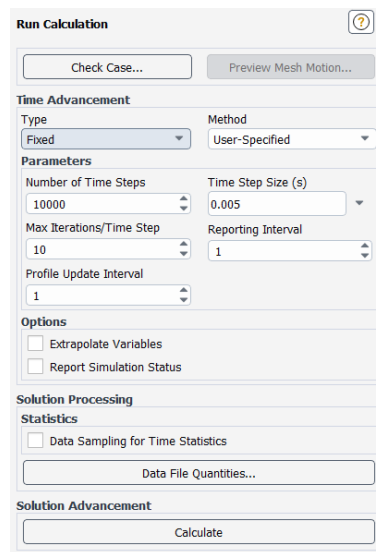 Run Calculation
?
Check Case...
Preview Mesh Motion...
Time Advancement
Type
Method
Fixed
User-Specified
Parameters
Number of Time Steps
Time Step Size (s)
10000
0.005
Max Iterations/Time Step
Reporting Interval
10
1
Profile Update Interval
1
Options
Extrapolate Variables
Report Simulation Status
Solution Processing
Statistics
Data Sampling for Time Statistics
Data File Quantities...
Solution Advancement
Calculate